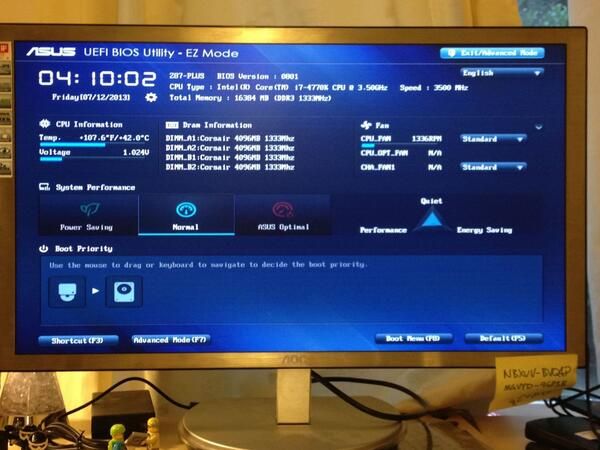 ASUS UEFI BIOS Utility - EZ Mode
Exit/Advanced Mode
04:10:02
Friday[07/12/2013]
Z87-PLUS BIOS Version : 0801
CPU Type : Intel(R) Core(TM) i7-4770K CPU @ 3.50GHz Speed : 3500 MHz
Total Memory : 16384 MB (DDR3 1333MHz)
English
CPU Information
Temp. +107.6°F/+42.0°C
Voltage 1.024V
Dram Information
DIMM_A1:Corsair 4096MB 1333Mhz
DIMM_A2:Corsair 4096MB 1333Mhz
DIMM_B1:Corsair 4096MB 1333Mhz
DIMM_B2:Corsair 4096MB 1333Mhz
Fan
CPU_FAN 1336RPM Standard
CPU_OPT_FAN N/A
CHA_FAN1 N/A Standard
System Performance
Power Saving
Normal
ASUS Optimal
Quiet
Performance
Energy Saving
Boot Priority
Use the mouse to drag or keyboard to navigate to decide the boot priority.
Shortcut(F3)
Advanced Mode(F7)
Boot Menu(F8)
Default(F5)
AOC